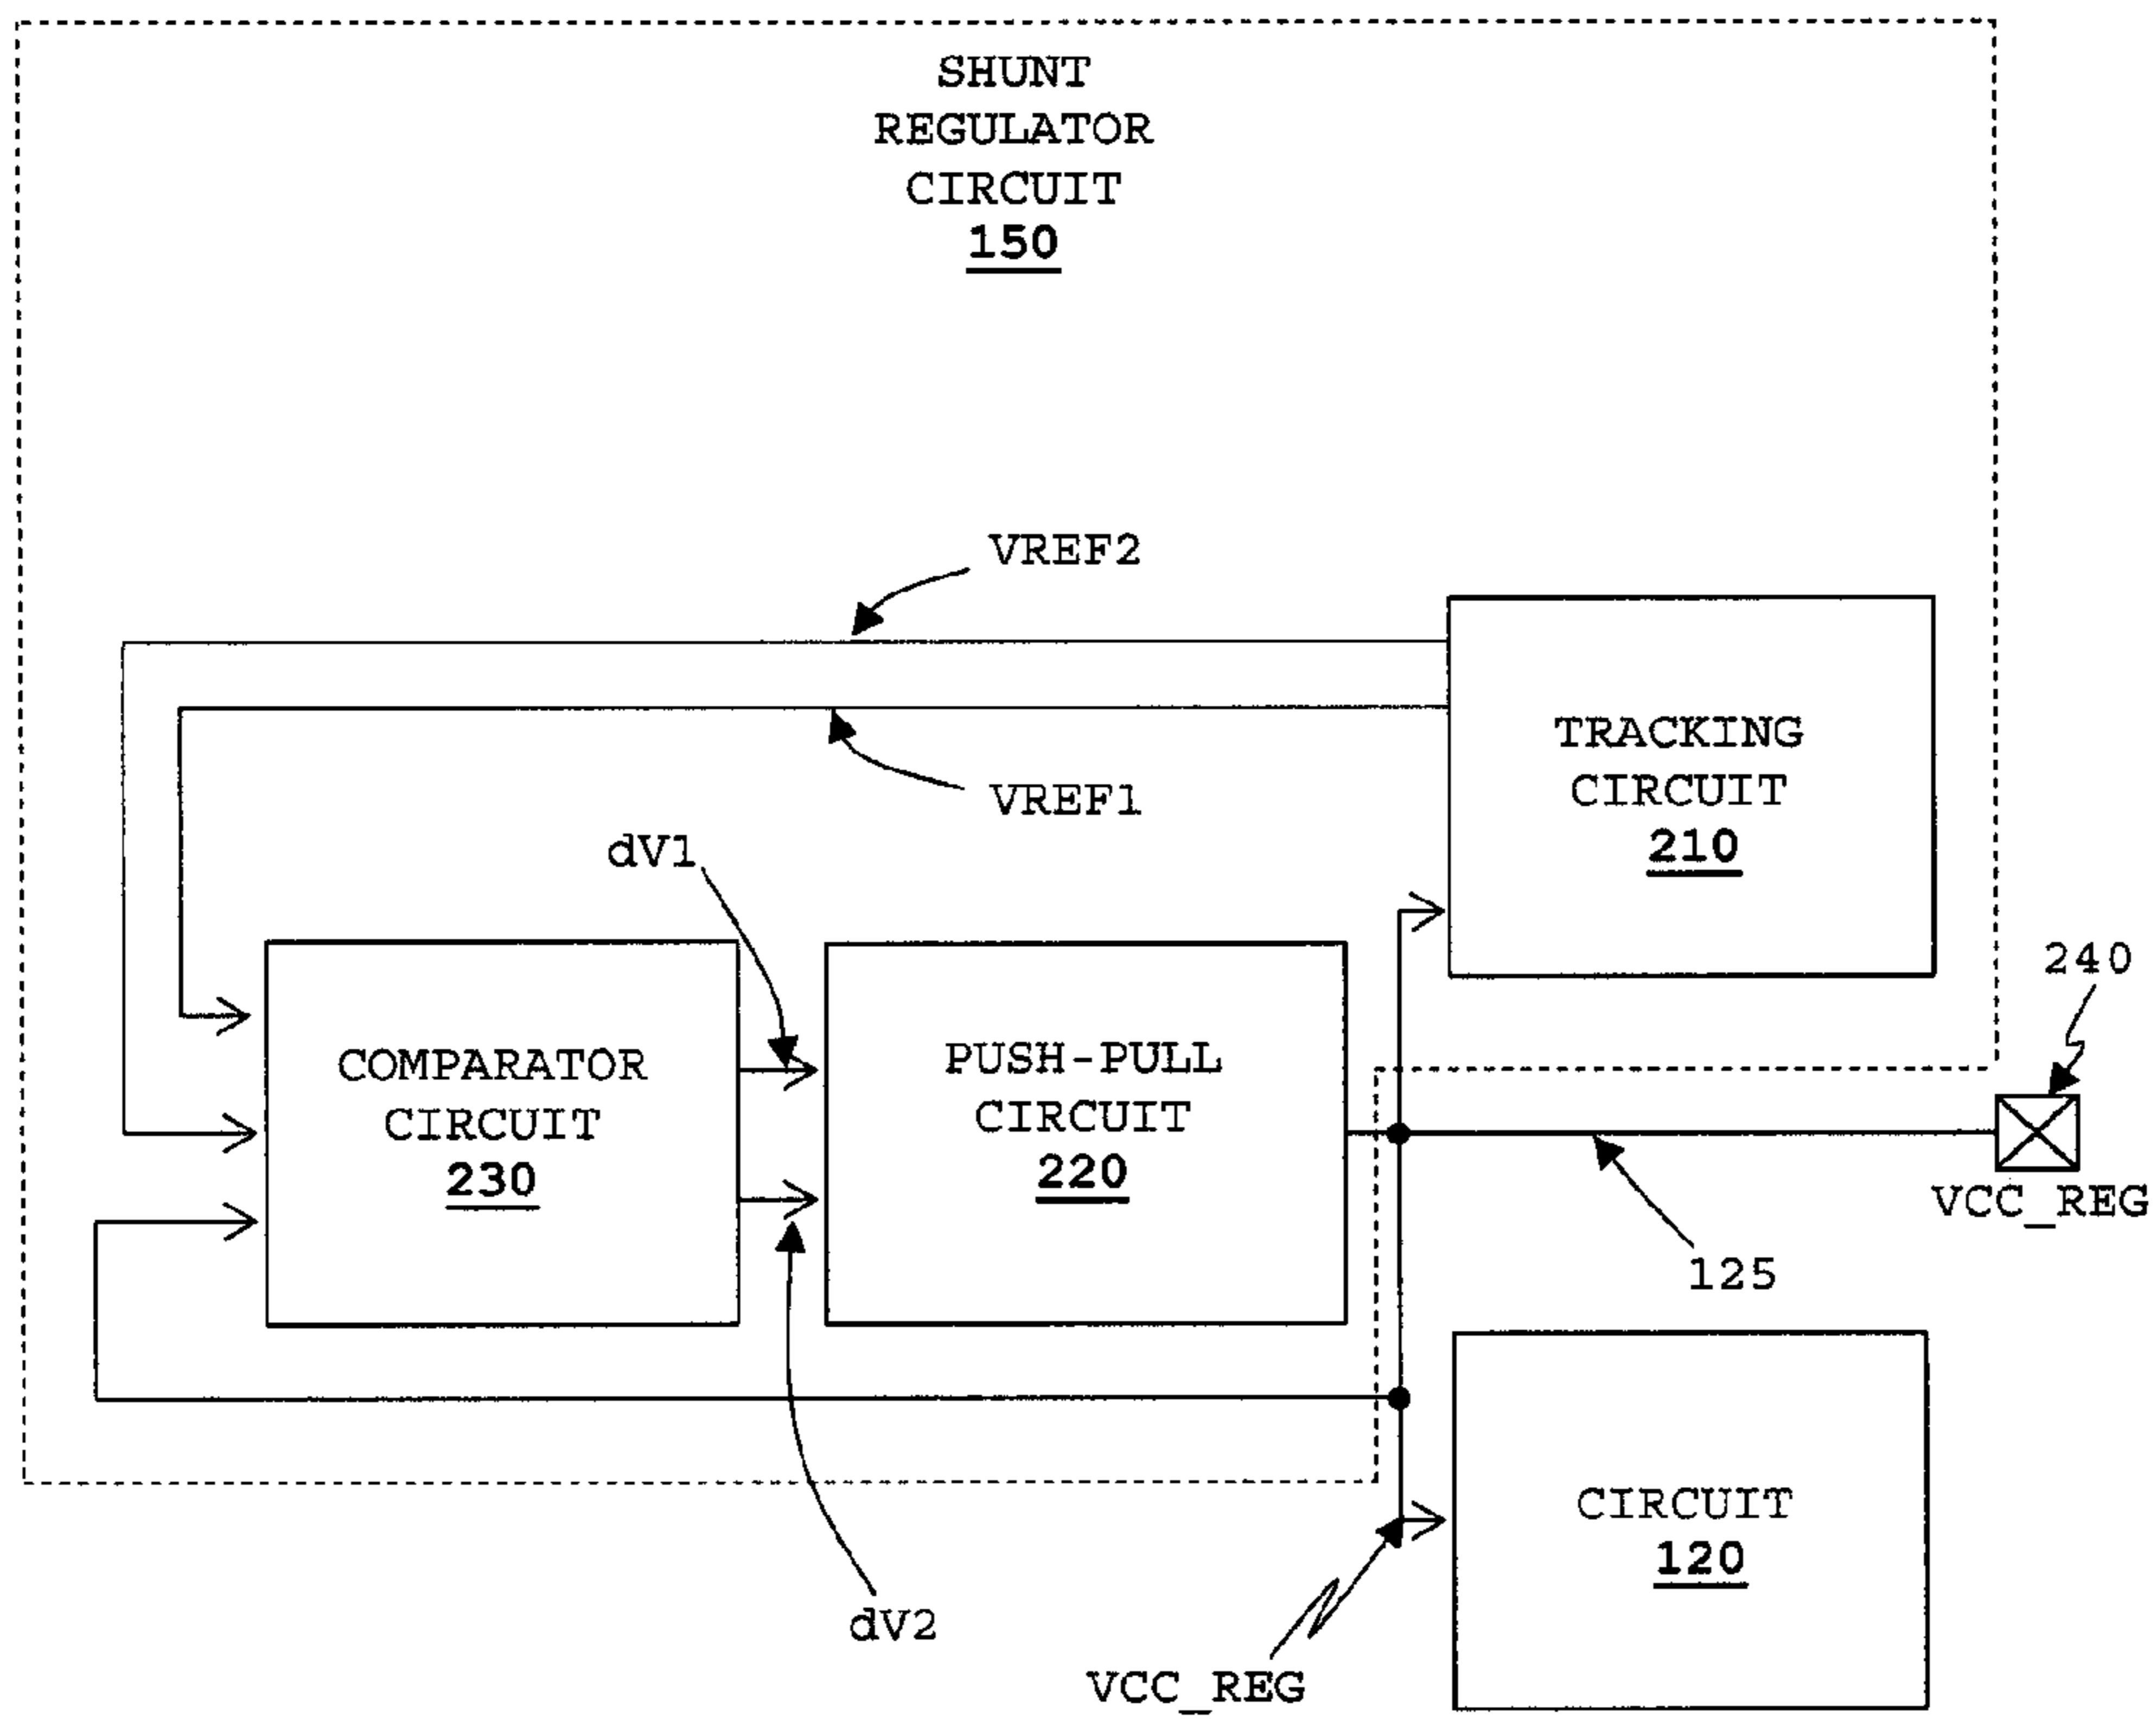 SHUNT
REGULATOR
CIRCUIT
150
VREF2
VREF1
TRACKING
CIRCUIT
210
dV1
240
COMPARATOR
CIRCUIT
230
PUSH-PULL
CIRCUIT
220
VCC_REG
125
CIRCUIT
120
dV2
VCC_REG